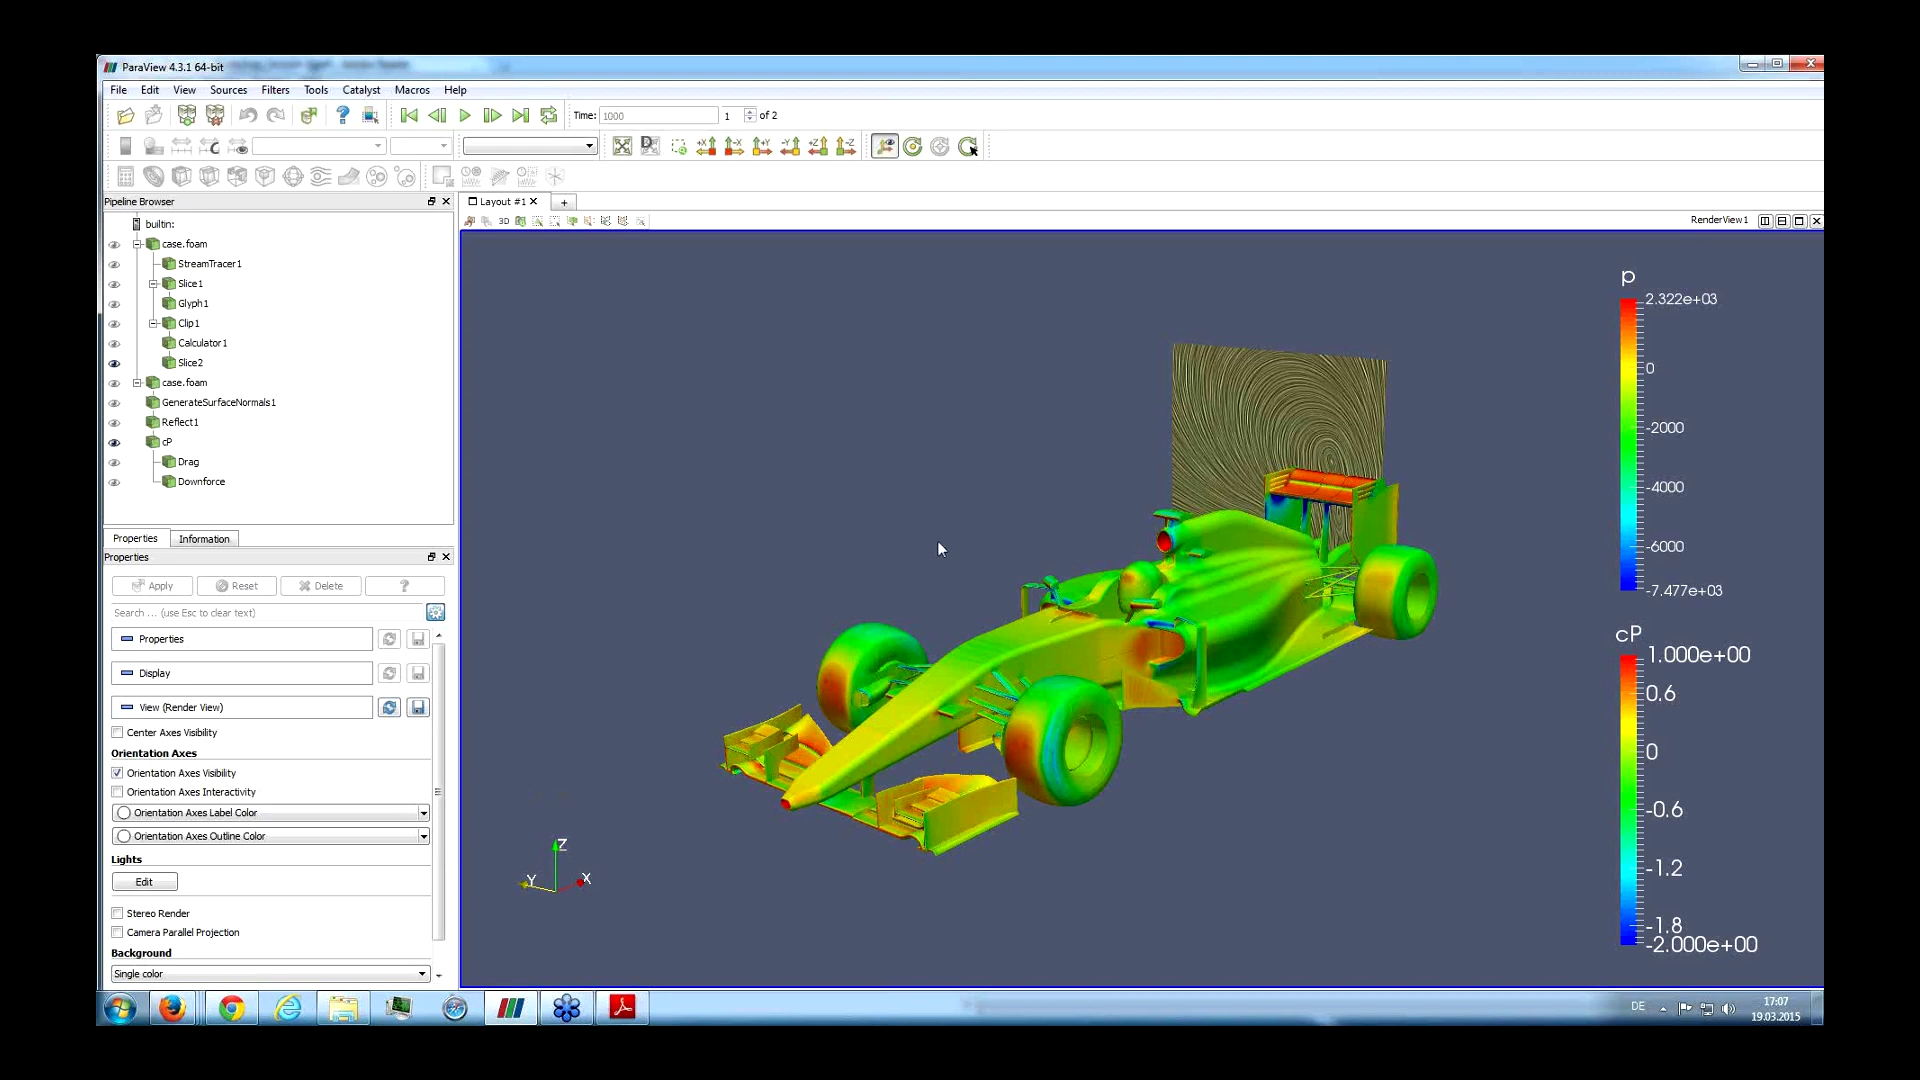 ParaView 4.3.1 64-bit
File Edit View Sources Filters Tools Catalyst Macros Help
Time: 1000 1 of 2
+X -X +Y -Y +Z -Z
Pipeline Browser
Layout #1
3D
RenderView1
builtin:
case.foam
StreamTracer1
Slice1
Glyph1
Clip1
Calculator1
Slice2
case.foam
GenerateSurfaceNormals1
Reflect1
cP
Drag
Downforce
Properties Information
Properties
Apply Reset Delete ?
Search ... (use Esc to clear text)
Properties
Display
View (Render View)
Center Axes Visibility
Orientation Axes
Orientation Axes Visibility
Orientation Axes Interactivity
Orientation Axes Label Color
Orientation Axes Outline Color
Lights
Edit
Stereo Render
Camera Parallel Projection
Background
Single color
p
2.322e+03
0
-2000
-4000
-6000
-7.477e+03
cP
1.000e+00
0.6
0
-0.6
-1.2
-1.8
-2.000e+00
Z
Y
X
DE
17:07
19.03.2015